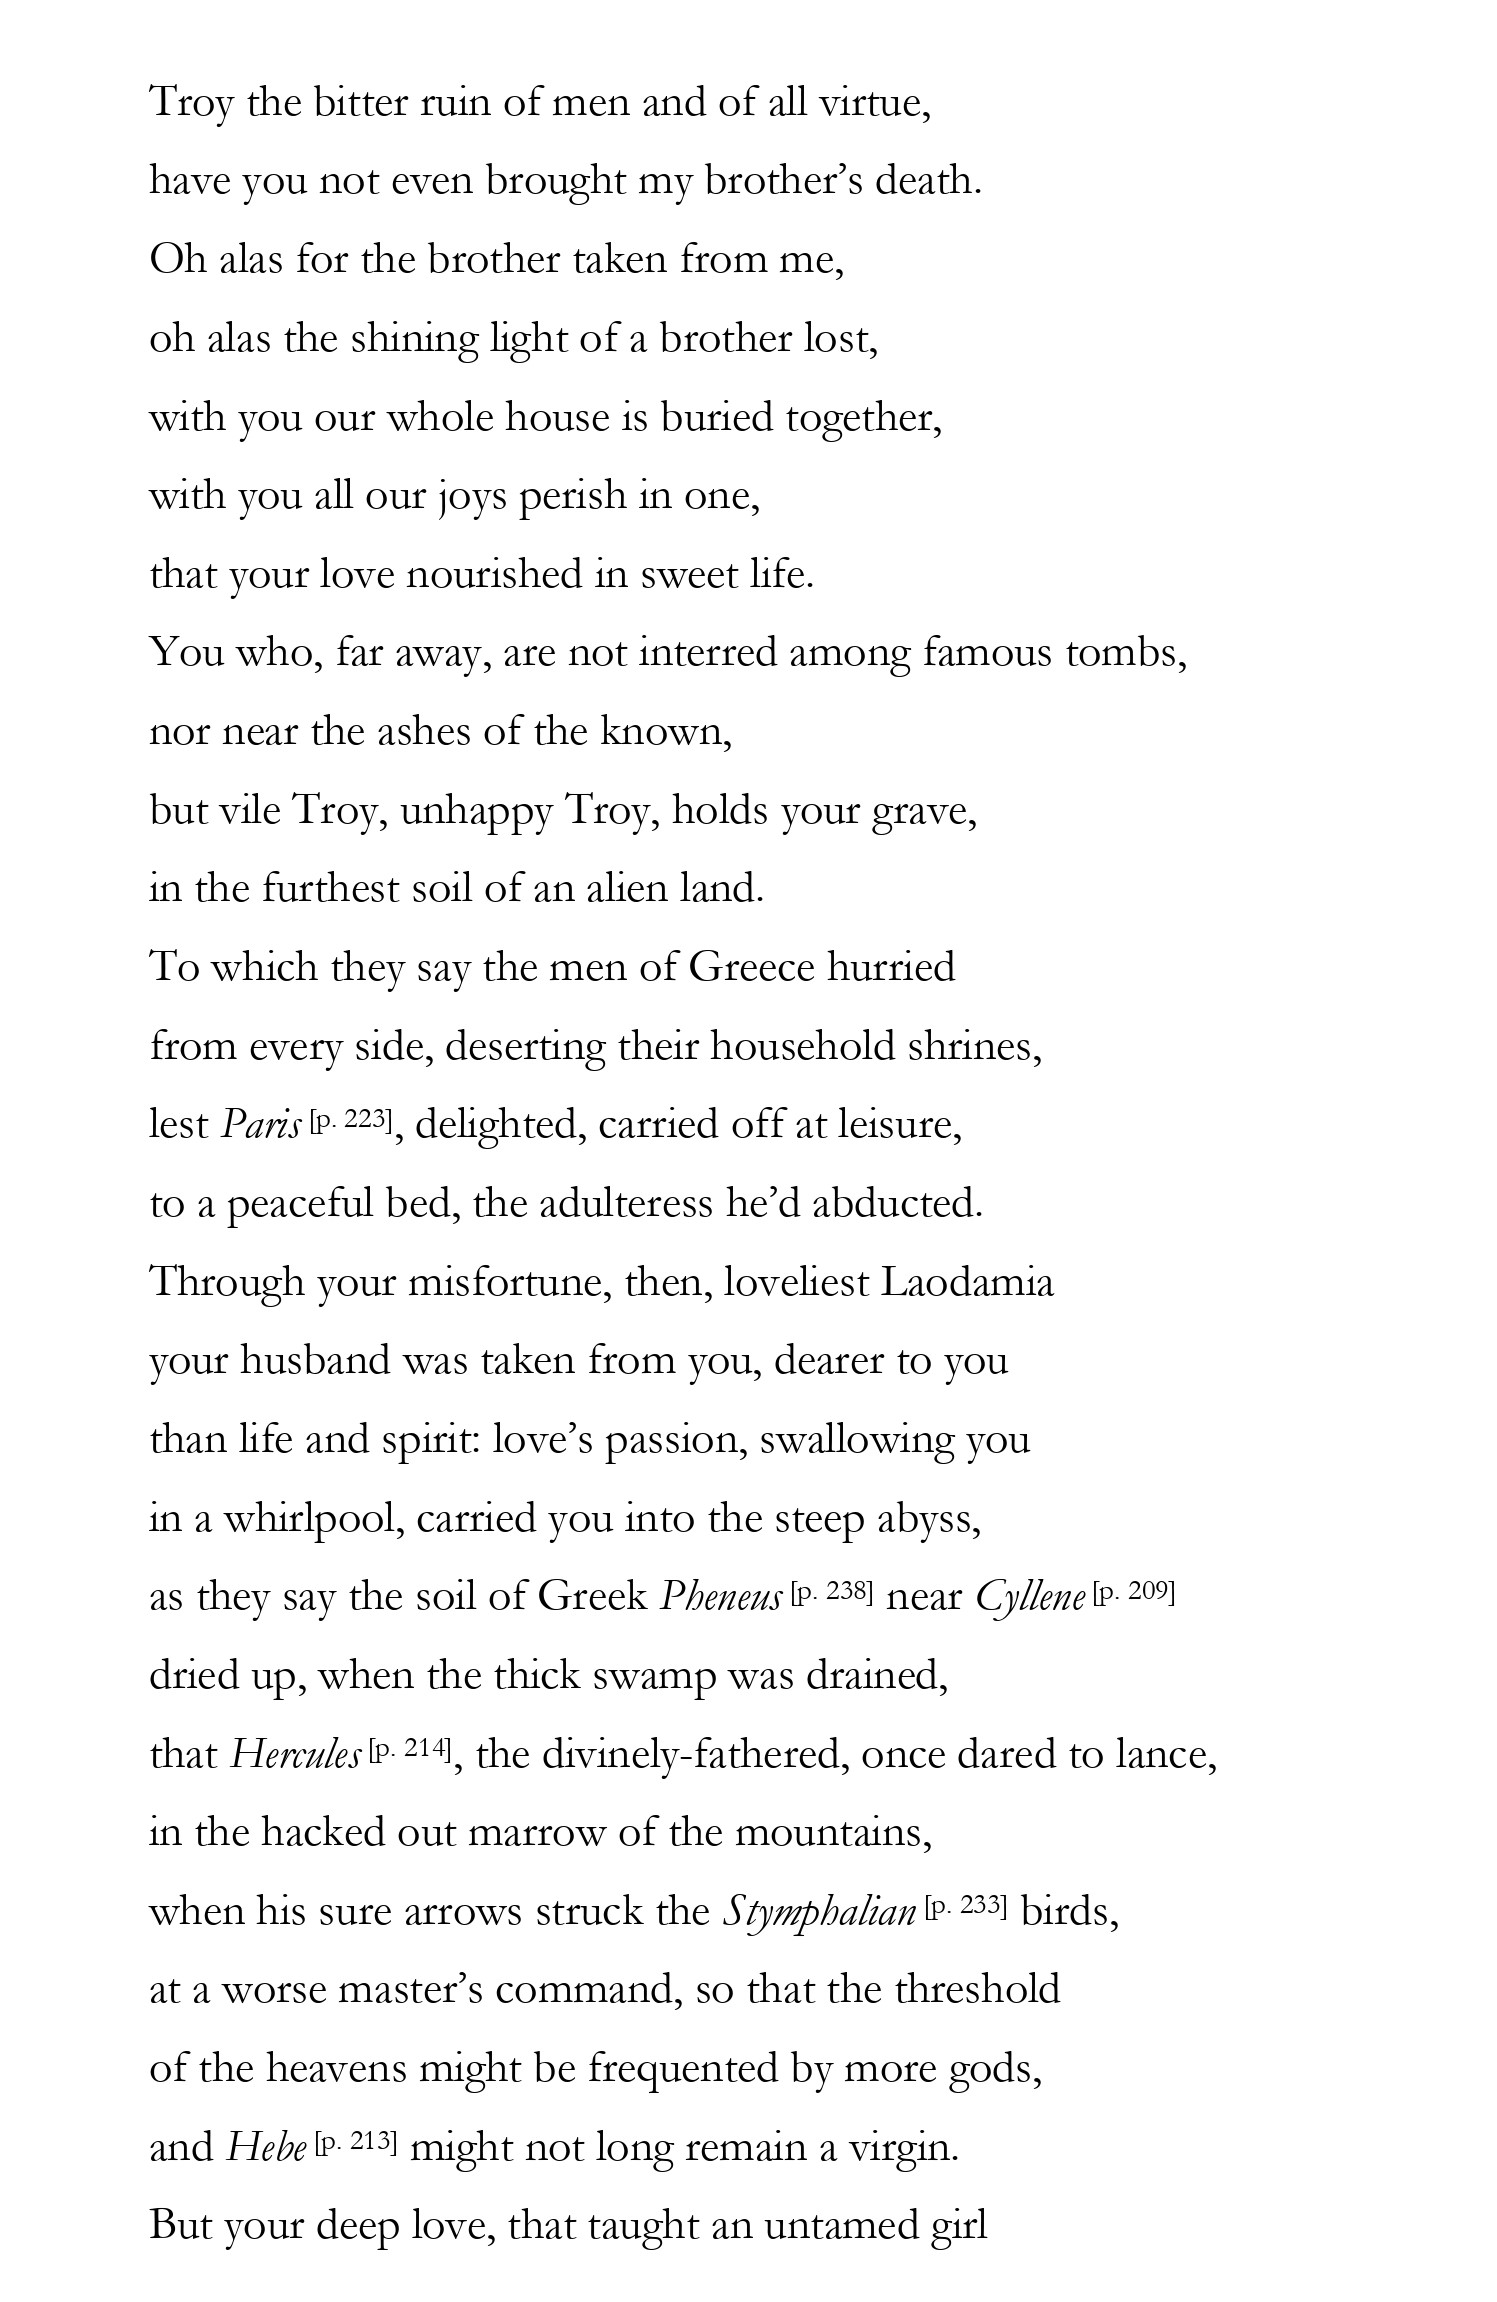 Troy the bitter ruin of men and of all virtue,
have you not even brought my brother’s death.
Oh alas for the brother taken from me,
oh alas the shining light of a brother lost,
with you our whole house is buried together,
with you all our joys perish in one,
that your love nourished in sweet life.
You who, far away, are not interred among famous tombs,
nor near the ashes of the known,
but vile Troy, unhappy Troy, holds your grave,
in the furthest soil of an alien land.
To which they say the men of Greece hurried
from every side, deserting their household shrines,
lest Paris [p. 223], delighted, carried off at leisure,
to a peaceful bed, the adulteress he’d abducted.
Through your misfortune, then, loveliest Laodamia
your husband was taken from you, dearer to you
than life and spirit: love’s passion, swallowing you
in a whirlpool, carried you into the steep abyss,
as they say the soil of Greek Pheneus [p. 238] near Cyllene [p. 209]
dried up, when the thick swamp was drained,
that Hercules [p. 214], the divinely-fathered, once dared to lance,
in the hacked out marrow of the mountains,
when his sure arrows struck the Stymphalian [p. 233] birds,
at a worse master’s command, so that the threshold
of the heavens might be frequented by more gods,
and Hebe [p. 213] might not long remain a virgin.
But your deep love, that taught an untamed girl